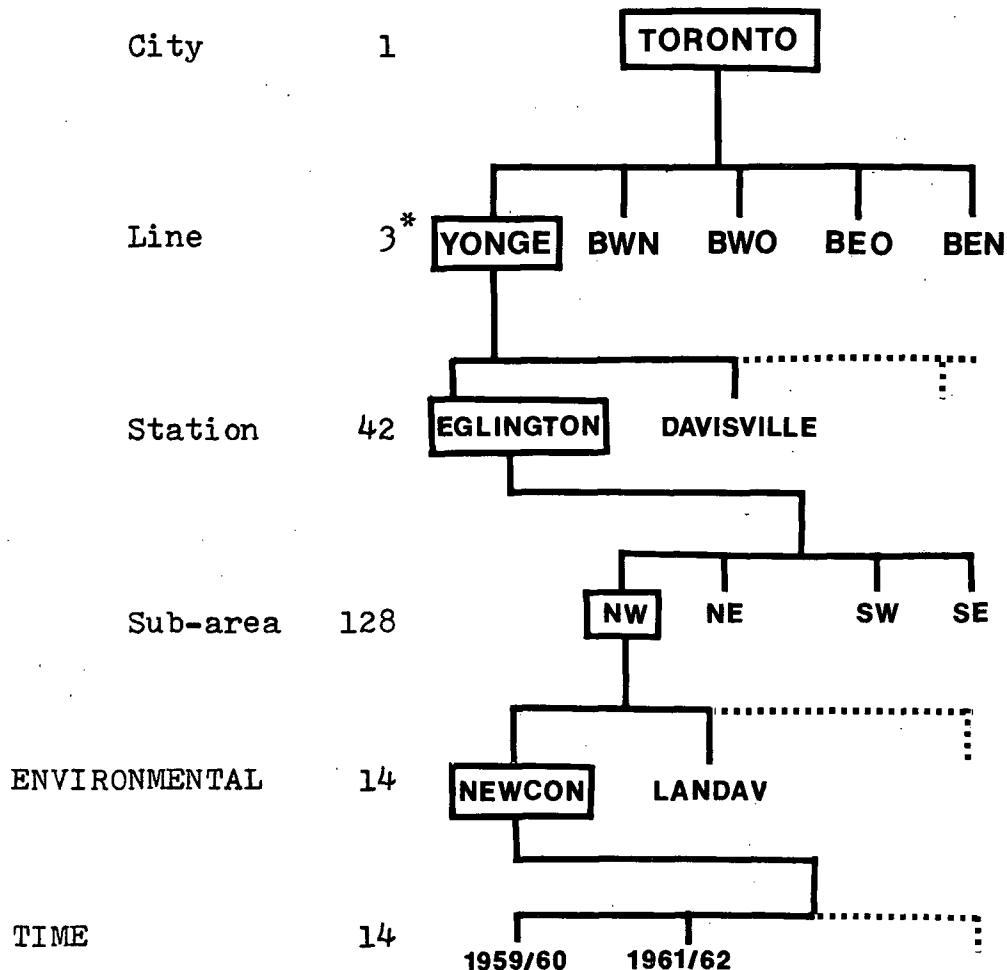 City 1 TORONTO
Line 3* YONGE BWN BWO BEO BEN
Station 42 EGLINGTON DAVISVILLE
Sub-area 128 NW NE SW SE
ENVIRONMENTAL 14 NEWCON LANDAV
TIME 14 1959/60 1961/62